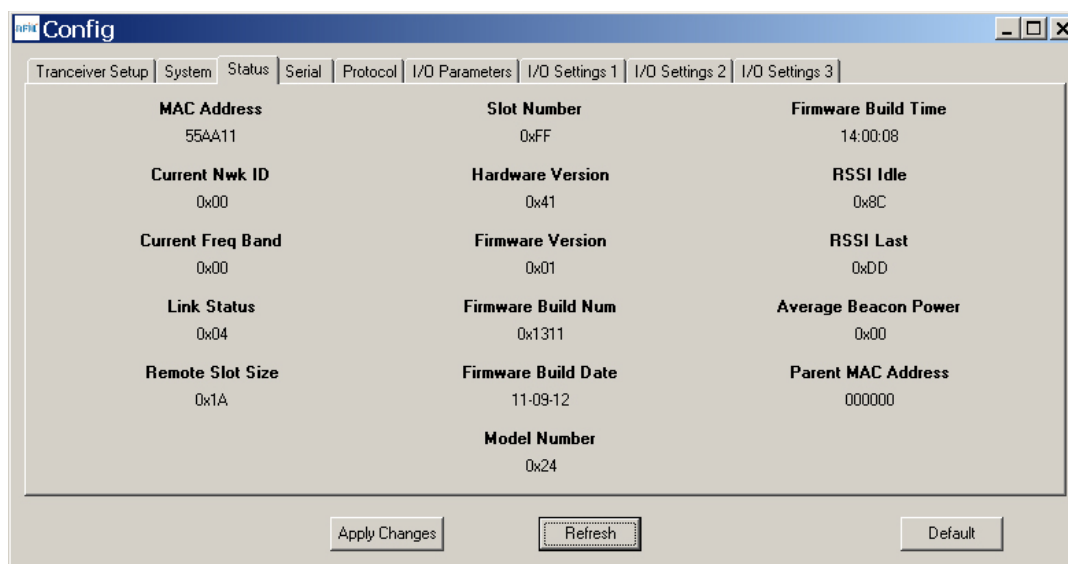 RFM
Config
Tranceiver Setup System Status Serial Protocol I/O Parameters I/O Settings 1 I/O Settings 2 I/O Settings 3
MAC Address Slot Number Firmware Build Time
55AA11 0xFF 14:00:08
Current Nwk ID Hardware Version RSSI Idle
0x00 0x41 0x8C
Current Freq Band Firmware Version RSSI Last
0x00 0x01 0xDD
Link Status Firmware Build Num Average Beacon Power
0x04 0x1311 0x00
Remote Slot Size Firmware Build Date Parent MAC Address
0x1A 11-09-12 000000
Model Number
0x24
Apply Changes Refresh Default